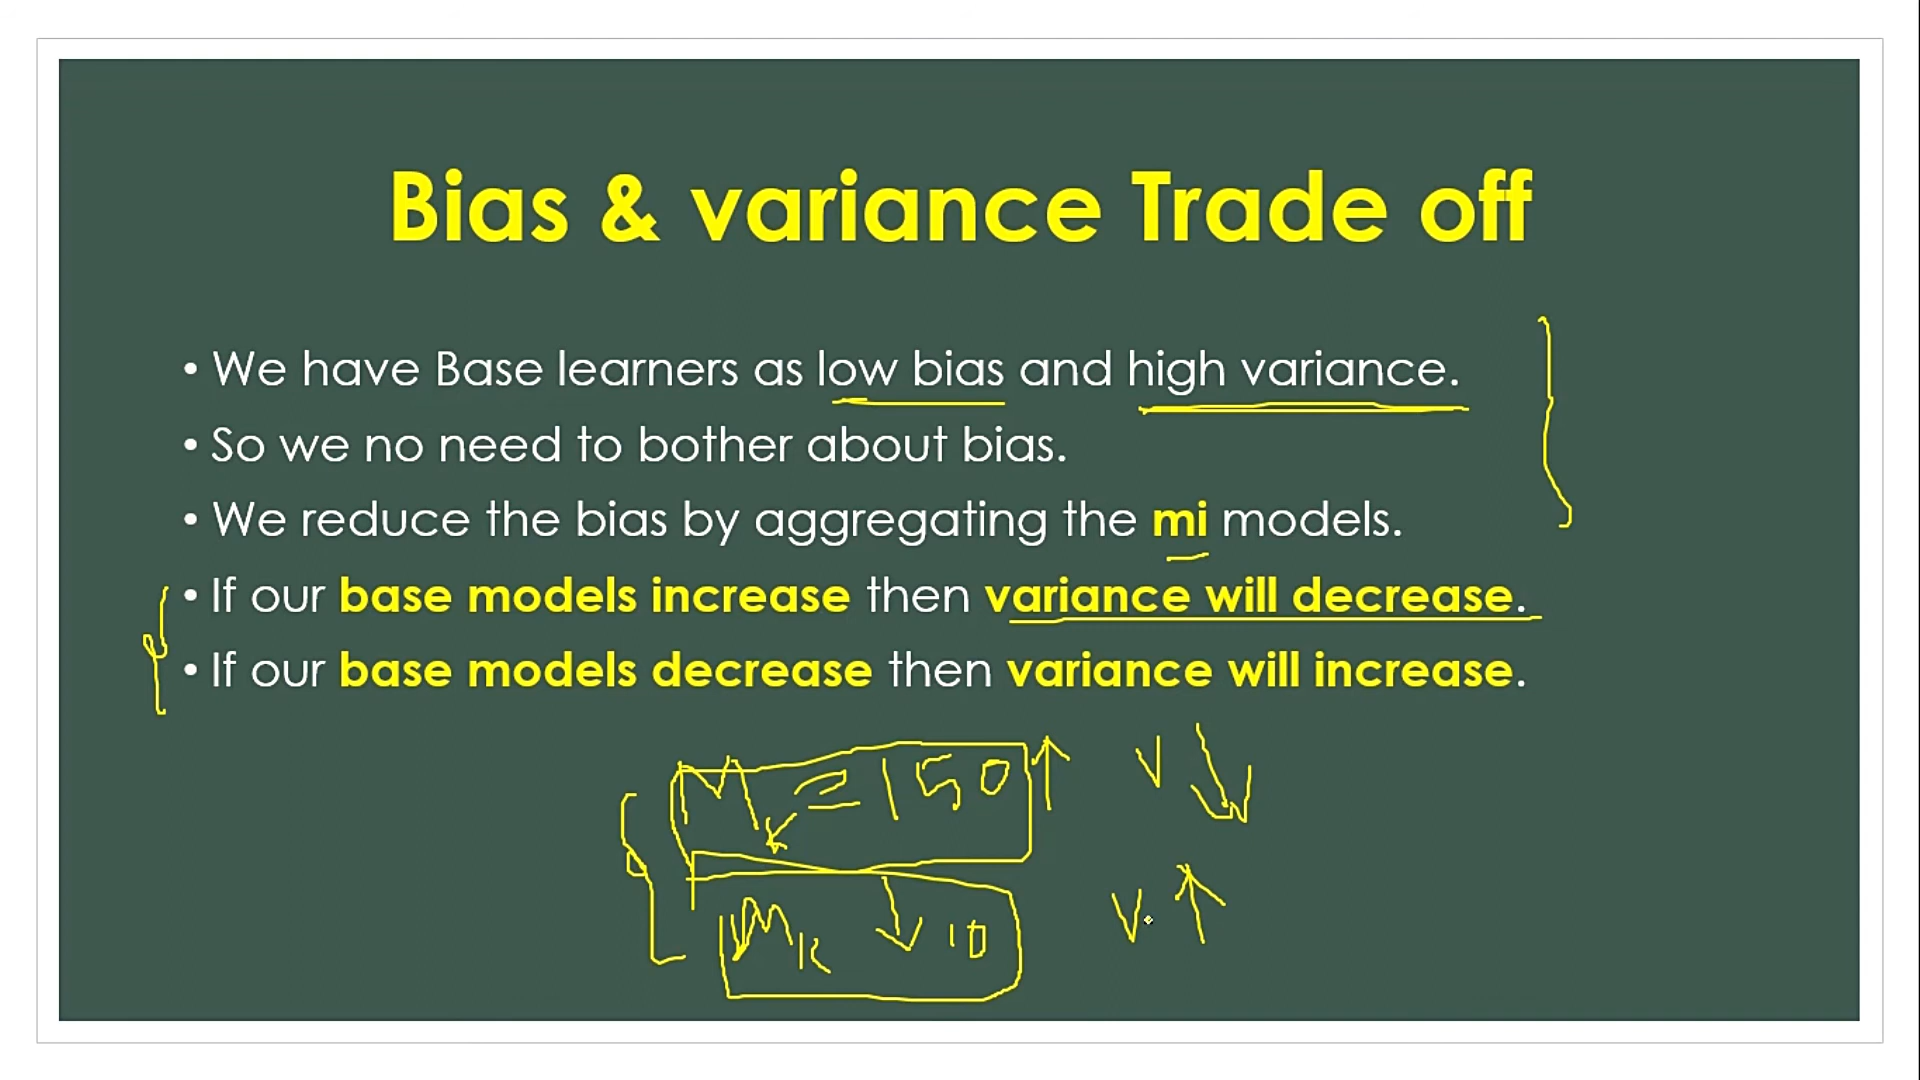 Bias & variance Trade off
• We have Base learners as low bias and high variance.
• So we no need to bother about bias.
• We reduce the bias by aggregating the mi models.
• If our base models increase then variance will decrease.
• If our base models decrease then variance will increase.
Mk = 150 ↑ V ↓
Mk ↓ 10 V ↑